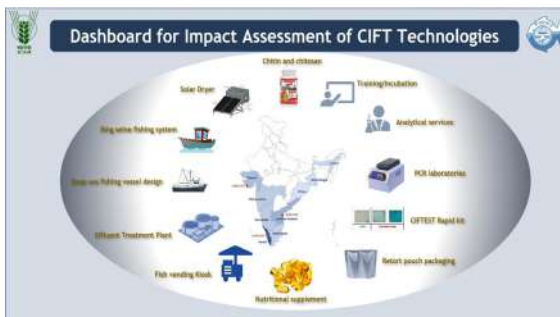 Dashboard for Impact Assessment of CIFT Technologies
Chitin and chitosan
Solar Dryer
Training/Incubation
Analytical services
Ring seine fishing system
PCR laboratories
Deep sea fishing vessel design
CIFTEST Rapid kit
Effluent Treatment Plant
Retort pouch packaging
Fish vending Kiosk
Nutritional supplement